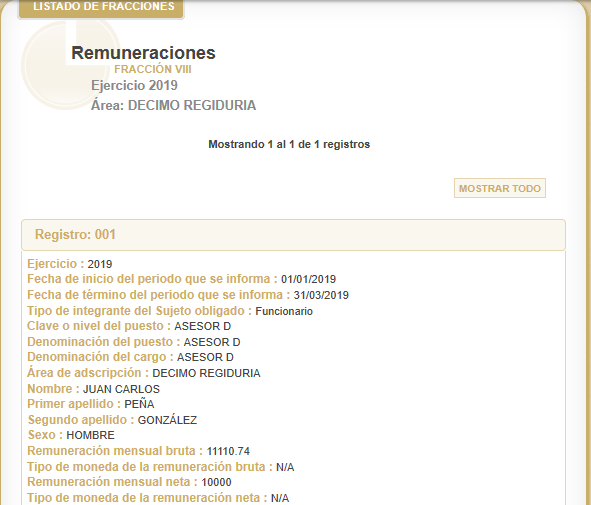 LISTADO DE FRACCIONES
Remuneraciones
FRACCIÓN VIII
Ejercicio 2019
Área: DECIMO REGIDURIA
Mostrando 1 al 1 de 1 registros
MOSTRAR TODO
Registro: 001
Ejercicio : 2019
Fecha de inicio del periodo que se informa : 01/01/2019
Fecha de término del periodo que se informa : 31/03/2019
Tipo de integrante del Sujeto obligado : Funcionario
Clave o nivel del puesto : ASESOR D
Denominación del puesto : ASESOR D
Denominación del cargo : ASESOR D
Área de adscripción : DECIMO REGIDURIA
Nombre : JUAN CARLOS
Primer apellido : PEÑA
Segundo apellido : GONZÁLEZ
Sexo : HOMBRE
Remuneración mensual bruta : 11110.74
Tipo de moneda de la remuneración bruta : N/A
Remuneración mensual neta : 10000
Tipo de moneda de la remuneración neta : N/A